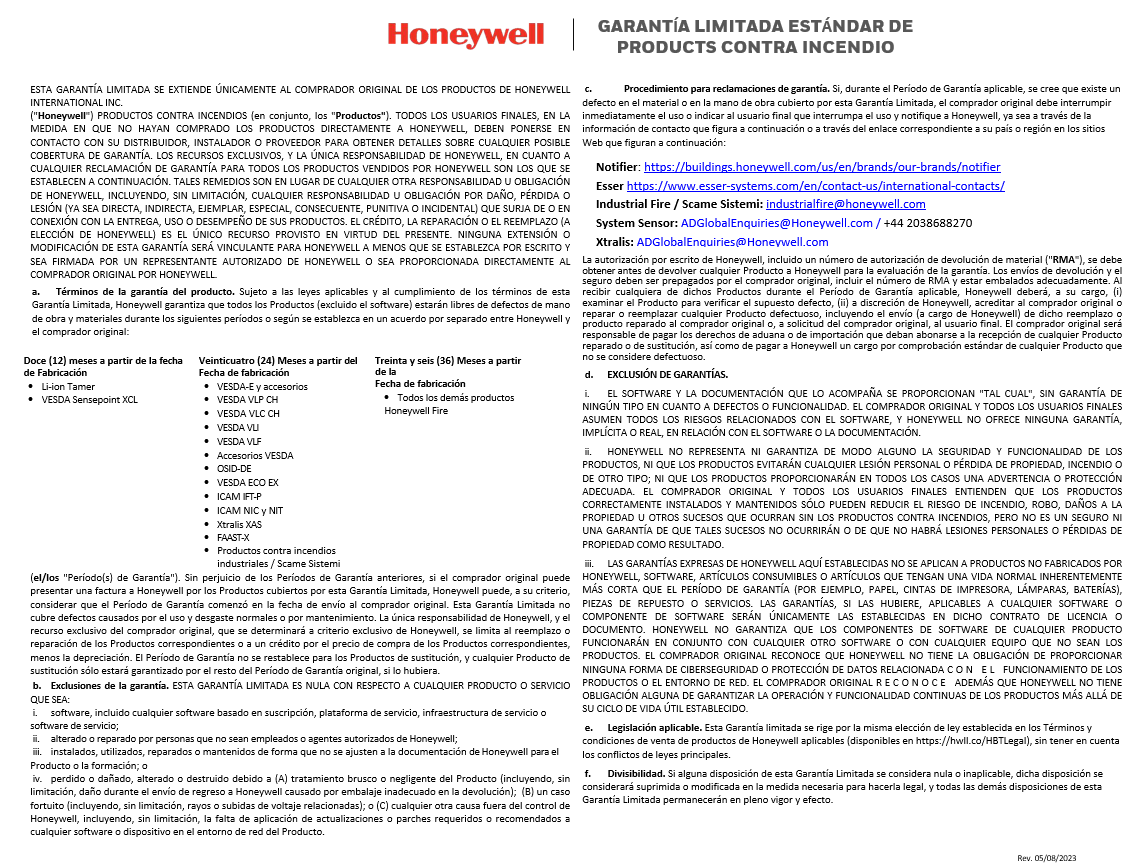 Honeywell
GARANTÍA LIMITADA ESTÁNDAR DE
PRODUCTS CONTRA INCENDIO
ESTA GARANTÍA LIMITADA SE EXTIENDE ÚNICAMENTE AL COMPRADOR ORIGINAL DE LOS PRODUCTOS DE HONEYWELL
INTERNATIONAL INC.
("Honeywell") PRODUCTOS CONTRA INCENDIOS (en conjunto, los "Productos"). TODOS LOS USUARIOS FINALES, EN LA
MEDIDA EN QUE NO HAYAN COMPRADO LOS PRODUCTOS DIRECTAMENTE A HONEYWELL, DEBEN PONERSE EN
CONTACTO CON SU DISTRIBUIDOR, INSTALADOR O PROVEEDOR PARA OBTENER DETALLES SOBRE CUALQUIER POSIBLE
COBERTURA DE GARANTÍA. LOS RECURSOS EXCLUSIVOS, Y LA ÚNICA RESPONSABILIDAD DE HONEYWELL, EN CUANTO A
CUALQUIER RECLAMACIÓN DE GARANTÍA PARA TODOS LOS PRODUCTOS VENDIDOS POR HONEYWELL SON LOS QUE SE
ESTABLECEN A CONTINUACIÓN. TALES REMEDIOS SON EN LUGAR DE CUALQUIER OTRA RESPONSABILIDAD U OBLIGACIÓN
DE HONEYWELL, INCLUYENDO, SIN LIMITACIÓN, CUALQUIER RESPONSABILIDAD U OBLIGACIÓN POR DAÑO, PÉRDIDA O
LESIÓN (YA SEA DIRECTA, INDIRECTA, EJEMPLAR, ESPECIAL, CONSECUENTE, PUNITIVA O INCIDENTAL) QUE SURJA DE O EN
CONEXIÓN CON LA ENTREGA, USO O DESEMPEÑO DE SUS PRODUCTOS. EL CRÉDITO, LA REPARACIÓN O EL REEMPLAZO (A
ELECCIÓN DE HONEYWELL) ES EL ÚNICO RECURSO PROVISTO EN VIRTUD DEL PRESENTE. NINGUNA EXTENSIÓN O
MODIFICACIÓN DE ESTA GARANTÍA SERÁ VINCULANTE PARA HONEYWELL A MENOS QUE SE ESTABLEZCA POR ESCRITO Y
SEA FIRMADA POR UN REPRESENTANTE AUTORIZADO DE HONEYWELL O SEA PROPORCIONADA DIRECTAMENTE AL
COMPRADOR ORIGINAL POR HONEYWELL.
a. Términos de la garantía del producto. Sujeto a las leyes aplicables y al cumplimiento de los términos de esta
Garantía Limitada, Honeywell garantiza que todos los Productos (excluido el software) estarán libres de defectos de mano
de obra y materiales durante los siguientes períodos o según se establezca en un acuerdo por separado entre Honeywell y
el comprador original:
Doce (12) meses a partir de la fecha
de Fabricación
• Li-ion Tamer
• VESDA Sensepoint XCL
Veinticuatro (24) Meses a partir del
Fecha de fabricación
• VESDA-E y accesorios
• VESDA VLP CH
• VESDA VLC CH
• VESDA VLI
• VESDA VLF
• Accesorios VESDA
• OSID-DE
• VESDA ECO EX
• ICAM IFT-P
• ICAM NIC y NIT
• Xtralis XAS
• FAAST-X
• Productos contra incendios
industriales / Scame Sistemi
Treinta y seis (36) Meses a partir
de la
Fecha de fabricación
• Todos los demás productos
Honeywell Fire
(el/los "Período(s) de Garantía"). Sin perjuicio de los Períodos de Garantía anteriores, si el comprador original puede
presentar una factura a Honeywell por los Productos cubiertos por esta Garantía Limitada, Honeywell puede, a su criterio,
considerar que el Período de Garantía comenzó en la fecha de envío al comprador original. Esta Garantía Limitada no
cubre defectos causados por el uso y desgaste normales o por mantenimiento. La única responsabilidad de Honeywell, y el
recurso exclusivo del comprador original, que se determinará a criterio exclusivo de Honeywell, se limita al reemplazo o
reparación de los Productos correspondientes o a un crédito por el precio de compra de los Productos correspondientes,
menos la depreciación. El Período de Garantía no se restablece para los Productos de sustitución, y cualquier Producto de
sustitución sólo estará garantizado por el resto del Período de Garantía original, si lo hubiera.
b. Exclusiones de la garantía. ESTA GARANTÍA LIMITADA ES NULA CON RESPECTO A CUALQUIER PRODUCTO O SERVICIO
QUE SEA:
i. software, incluido cualquier software basado en suscripción, plataforma de servicio, infraestructura de servicio o
software de servicio;
ii. alterado o reparado por personas que no sean empleados o agentes autorizados de Honeywell;
iii. instalados, utilizados, reparados o mantenidos de forma que no se ajusten a la documentación de Honeywell para el
Producto o la formación; o
iv. perdido o dañado, alterado o destruido debido a (A) tratamiento brusco o negligente del Producto (incluyendo, sin
limitación, daño durante el envío de regreso a Honeywell causado por embalaje inadecuado en la devolución); (B) un caso
fortuito (incluyendo, sin limitación, rayos o subidas de voltaje relacionadas); o (C) cualquier otra causa fuera del control de
Honeywell, incluyendo, sin limitación, la falta de aplicación de actualizaciones o parches requeridos o recomendados a
cualquier software o dispositivo en el entorno de red del Producto.
c. Procedimiento para reclamaciones de garantía. Si, durante el Período de Garantía aplicable, se cree que existe un
defecto en el material o en la mano de obra cubierto por esta Garantía Limitada, el comprador original debe interrumpir
inmediatamente el uso o indicar al usuario final que interrumpa el uso y notifique a Honeywell, ya sea a través de la
información de contacto que figura a continuación o a través del enlace correspondiente a su país o región en los sitios
Web que figuran a continuación:
Notifier: https://buildings.honeywell.com/us/en/brands/our-brands/notifier
Esser https://www.esser-systems.com/en/contact-us/international-contacts/
Industrial Fire / Scame Sistemi: industrialfire@honeywell.com
System Sensor: ADGlobalEnquiries@Honeywell.com / +44 2038688270
Xtralis: ADGlobalEnquiries@Honeywell.com
La autorización por escrito de Honeywell, incluido un número de autorización de devolución de material ("RMA"), se debe
obtener antes de devolver cualquier Producto a Honeywell para la evaluación de la garantía. Los envíos de devolución y el
seguro deben ser prepagados por el comprador original, incluir el número de RMA y estar embalados adecuadamente. Al
recibir cualquiera de dichos Productos durante el Período de Garantía aplicable, Honeywell deberá, a su cargo, (i)
examinar el Producto para verificar el supuesto defecto, (ii) a discreción de Honeywell, acreditar al comprador original o
reparar o reemplazar cualquier Producto defectuoso, incluyendo el envío (a cargo de Honeywell) de dicho reemplazo o
producto reparado al comprador original o, a solicitud del comprador original, al usuario final. El comprador original será
responsable de pagar los derechos de aduana o de importación que deban abonarse a la recepción de cualquier Producto
reparado o de sustitución, así como de pagar a Honeywell un cargo por comprobación estándar de cualquier Producto que
no se considere defectuoso.
d. EXCLUSIÓN DE GARANTÍAS.
i. EL SOFTWARE Y LA DOCUMENTACIÓN QUE LO ACOMPAÑA SE PROPORCIONAN "TAL CUAL", SIN GARANTÍA DE
NINGÚN TIPO EN CUANTO A DEFECTOS O FUNCIONALIDAD. EL COMPRADOR ORIGINAL Y TODOS LOS USUARIOS FINALES
ASUMEN TODOS LOS RIESGOS RELACIONADOS CON EL SOFTWARE, Y HONEYWELL NO OFRECE NINGUNA GARANTÍA,
IMPLÍCITA O REAL, EN RELACIÓN CON EL SOFTWARE O LA DOCUMENTACIÓN.
ii. HONEYWELL NO REPRESENTA NI GARANTIZA DE MODO ALGUNO LA SEGURIDAD Y FUNCIONALIDAD DE LOS
PRODUCTOS, NI QUE LOS PRODUCTOS EVITARÁN CUALQUIER LESIÓN PERSONAL O PÉRDIDA DE PROPIEDAD, INCENDIO O
DE OTRO TIPO; NI QUE LOS PRODUCTOS PROPORCIONARÁN EN TODOS LOS CASOS UNA ADVERTENCIA O PROTECCIÓN
ADECUADA. EL COMPRADOR ORIGINAL Y TODOS LOS USUARIOS FINALES ENTIENDEN QUE LOS PRODUCTOS
CORRECTAMENTE INSTALADOS Y MANTENIDOS SÓLO PUEDEN REDUCIR EL RIESGO DE INCENDIO, ROBO, DAÑOS A LA
PROPIEDAD U OTROS SUCESOS QUE OCURRAN SIN LOS PRODUCTOS CONTRA INCENDIOS, PERO NO ES UN SEGURO NI
UNA GARANTÍA DE QUE TALES SUCESOS NO OCURRIRÁN O DE QUE NO HABRÁ LESIONES PERSONALES O PÉRDIDAS DE
PROPIEDAD COMO RESULTADO.
iii. LAS GARANTÍAS EXPRESAS DE HONEYWELL AQUÍ ESTABLECIDAS NO SE APLICAN A PRODUCTOS NO FABRICADOS POR
HONEYWELL, SOFTWARE, ARTÍCULOS CONSUMIBLES O ARTÍCULOS QUE TENGAN UNA VIDA NORMAL INHERENTEMENTE
MÁS CORTA QUE EL PERÍODO DE GARANTÍA (POR EJEMPLO, PAPEL, CINTAS DE IMPRESORA, LÁMPARAS, BATERÍAS),
PIEZAS DE REPUESTO O SERVICIOS. LAS GARANTÍAS, SI LAS HUBIERE, APLICABLES A CUALQUIER SOFTWARE O
COMPONENTE DE SOFTWARE SERÁN ÚNICAMENTE LAS ESTABLECIDAS EN DICHO CONTRATO DE LICENCIA O
DOCUMENTO. HONEYWELL NO GARANTIZA QUE LOS COMPONENTES DE SOFTWARE DE CUALQUIER PRODUCTO
FUNCIONARÁN EN CONJUNTO CON CUALQUIER OTRO SOFTWARE O CON CUALQUIER EQUIPO QUE NO SEAN LOS
PRODUCTOS. EL COMPRADOR ORIGINAL RECONOCE QUE HONEYWELL NO TIENE LA OBLIGACIÓN DE PROPORCIONAR
NINGUNA FORMA DE CIBERSEGURIDAD O PROTECCIÓN DE DATOS RELACIONADA C O N E L FUNCIONAMIENTO DE LOS
PRODUCTOS O EL ENTORNO DE RED. EL COMPRADOR ORIGINAL R E C O N O C E ADEMÁS QUE HONEYWELL NO TIENE
OBLIGACIÓN ALGUNA DE GARANTIZAR LA OPERACIÓN Y FUNCIONALIDAD CONTINUAS DE LOS PRODUCTOS MÁS ALLÁ DE
SU CICLO DE VIDA ÚTIL ESTABLECIDO.
e. Legislación aplicable. Esta Garantía limitada se rige por la misma elección de ley establecida en los Términos y
condiciones de venta de productos de Honeywell aplicables (disponibles en https://hwll.co/HBTLegal), sin tener en cuenta
los conflictos de leyes principales.
f. Divisibilidad. Si alguna disposición de esta Garantía Limitada se considera nula o inaplicable, dicha disposición se
considerará suprimida o modificada en la medida necesaria para hacerla legal, y todas las demás disposiciones de esta
Garantía Limitada permanecerán en pleno vigor y efecto.
Rev. 05/08/2023